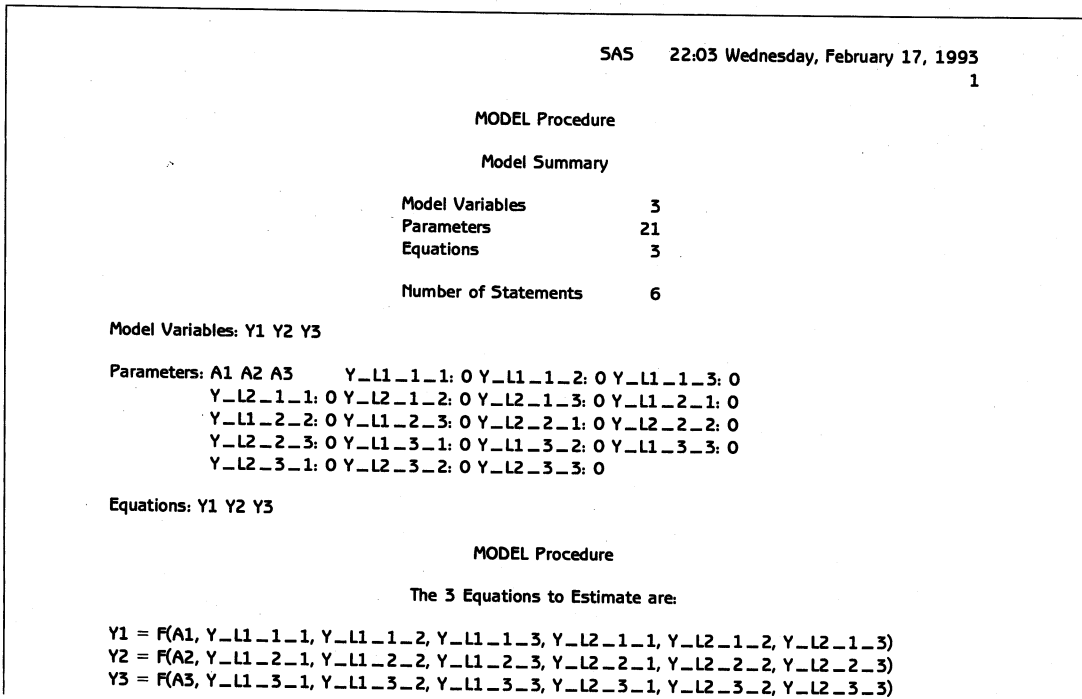 SAS 22:03 Wednesday, February 17, 1993
1
MODEL Procedure
Model Summary
Model Variables 3
Parameters 21
Equations 3
Number of Statements 6
Model Variables: Y1 Y2 Y3
Parameters: A1 A2 A3 Y_L1_1_1: 0 Y_L1_1_2: 0 Y_L1_1_3: 0
Y_L2_1_1: 0 Y_L2_1_2: 0 Y_L2_1_3: 0 Y_L1_2_1: 0
Y_L1_2_2: 0 Y_L1_2_3: 0 Y_L2_2_1: 0 Y_L2_2_2: 0
Y_L2_2_3: 0 Y_L1_3_1: 0 Y_L1_3_2: 0 Y_L1_3_3: 0
Y_L2_3_1: 0 Y_L2_3_2: 0 Y_L2_3_3: 0
Equations: Y1 Y2 Y3
MODEL Procedure
The 3 Equations to Estimate are:
Y1 = F(A1, Y_L1_1_1, Y_L1_1_2, Y_L1_1_3, Y_L2_1_1, Y_L2_1_2, Y_L2_1_3)
Y2 = F(A2, Y_L1_2_1, Y_L1_2_2, Y_L1_2_3, Y_L2_2_1, Y_L2_2_2, Y_L2_2_3)
Y3 = F(A3, Y_L1_3_1, Y_L1_3_2, Y_L1_3_3, Y_L2_3_1, Y_L2_3_2, Y_L2_3_3)